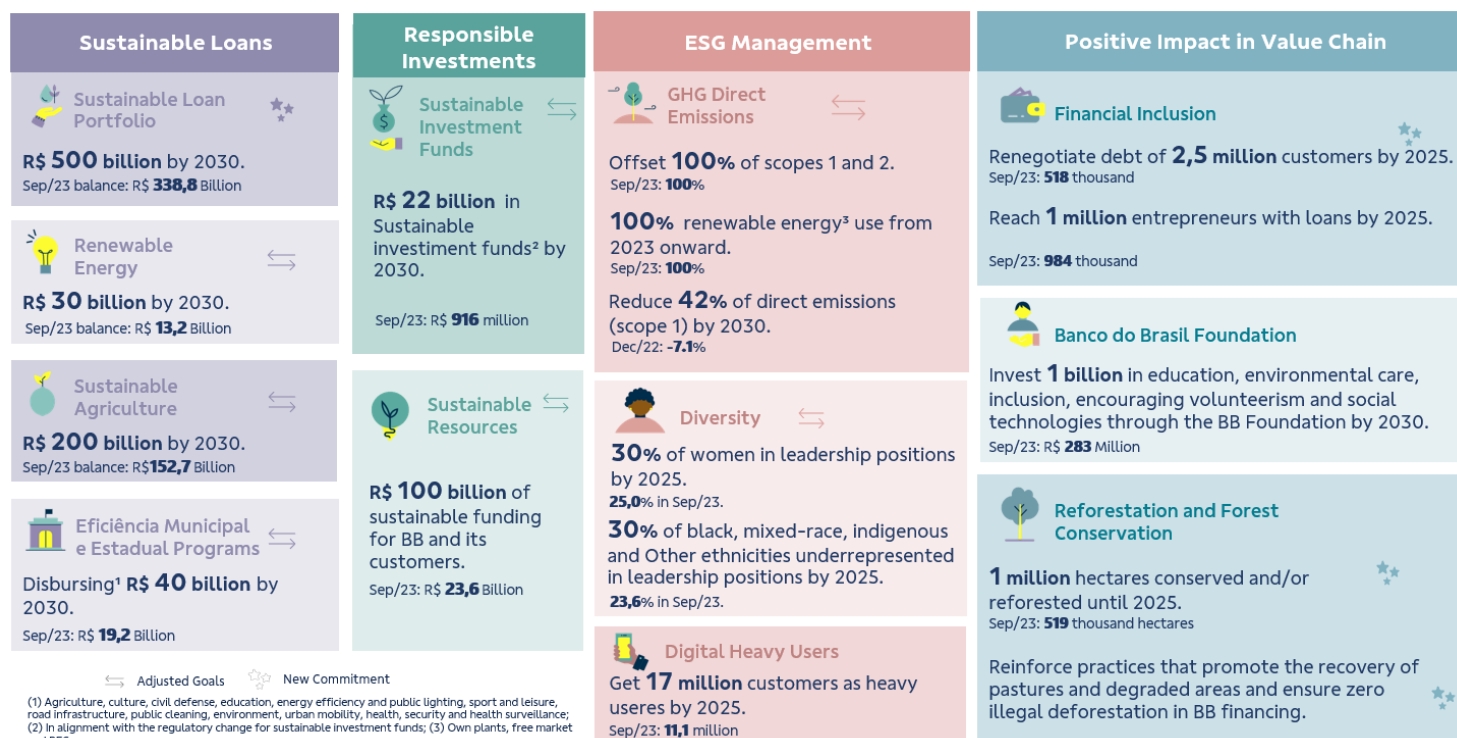 Sustainable Loans
Sustainable Loan
Portfolio
R$ 500 billion by 2030.
Sep/23 balance: R$ 338,8 Billion
Renewable
Energy
R$ 30 billion by 2030.
Sep/23 balance: R$ 13,2 Billion
Sustainable
Agriculture
R$ 200 billion by 2030.
Sep/23 balance: R$152,7 Billion
Eficiência Municipal
e Estadual Programs
Disbursing¹ R$ 40 billion by
2030.
Sep/23: R$ 19,2 Billion
Responsible
Investments
Sustainable
Investment
Funds
R$ 22 billion in
Sustainable
investiment funds² by
2030.
Sep/23: R$ 916 million
Sustainable
Resources
R$ 100 billion of
sustainable funding
for BB and its
customers.
Sep/23: R$ 23,6 Billion
ESG Management
GHG Direct
Emissions
Offset 100% of scopes 1 and 2.
Sep/23: 100%
100% renewable energy³ use from
2023 onward.
Sep/23: 100%
Reduce 42% of direct emissions
(scope 1) by 2030.
Dec/22: -7.1%
Diversity
30% of women in leadership positions
by 2025.
25,0% in Sep/23.
30% of black, mixed-race, indigenous
and Other ethnicities underrepresented
in leadership positions by 2025.
23,6% in Sep/23.
Digital Heavy Users
Get 17 million customers as heavy
useres by 2025.
Sep/23: 11,1 million
Positive Impact in Value Chain
Financial Inclusion
Renegotiate debt of 2,5 million customers by 2025.
Sep/23: 518 thousand
Reach 1 million entrepreneurs with loans by 2025.
Sep/23: 984 thousand
Banco do Brasil Foundation
Invest 1 billion in education, environmental care,
inclusion, encouraging volunteerism and social
technologies through the BB Foundation by 2030.
Sep/23: R$ 283 Million
Reforestation and Forest
Conservation
1 million hectares conserved and/or
reforested until 2025.
Sep/23: 519 thousand hectares
Reinforce practices that promote the recovery of
pastures and degraded areas and ensure zero
illegal deforestation in BB financing.
Adjusted Goals
New Commitment
(1) Agriculture, culture, civil defense, education, energy efficiency and public lighting, sport and leisure,
road infrastructure, public cleaning, environment, urban mobility, health, security and health surveillance;
(2) In alignment with the regulatory change for sustainable investment funds; (3) Own plants, free market